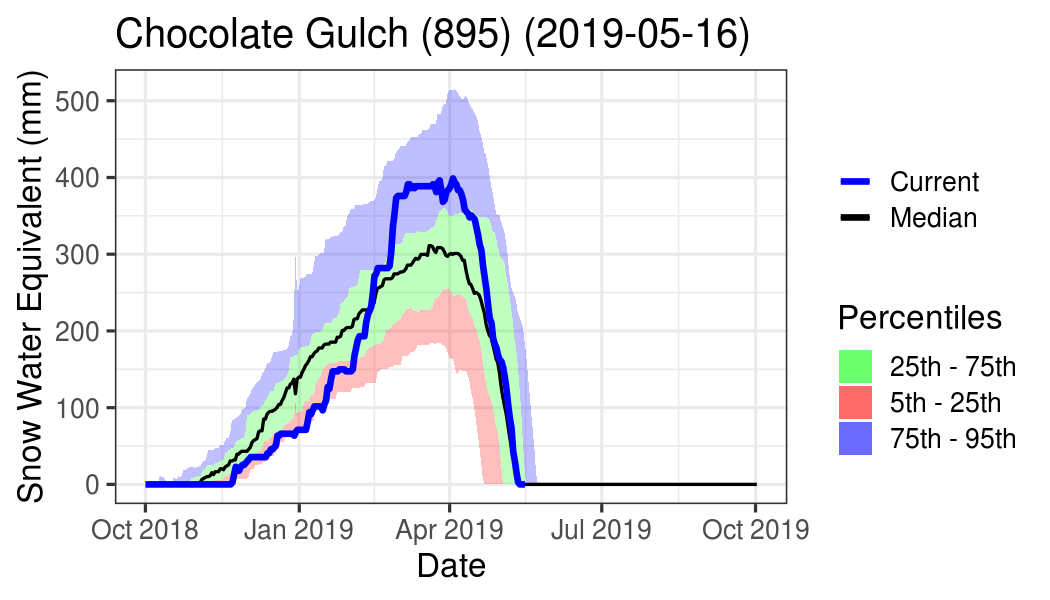 Chocolate Gulch (895) (2019-05-16)
Snow Water Equivalent (mm)
500
400
300
200
100
0
Oct 2018
Jan 2019
Apr 2019
Jul 2019
Oct 2019
Date
Current
Median
Percentiles
25th - 75th
5th - 25th
75th - 95th